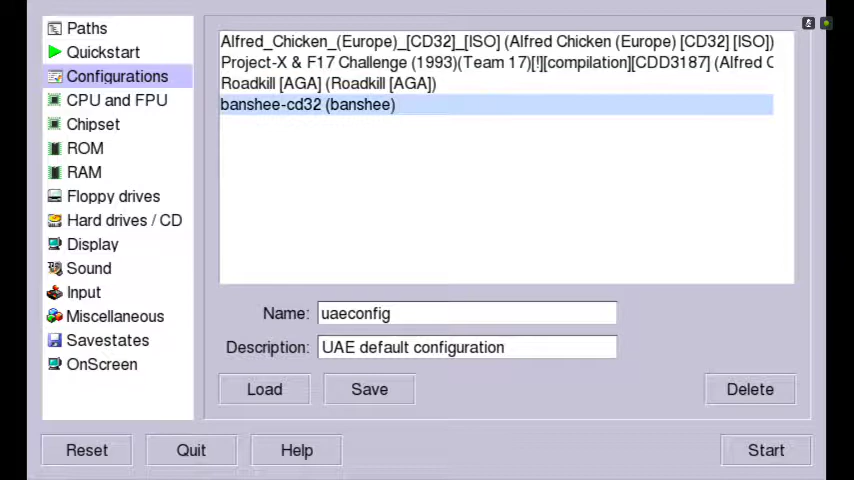 Paths
Quickstart
Configurations
CPU and FPU
Chipset
ROM
RAM
Floppy drives
Hard drives / CD
Display
Sound
Input
Miscellaneous
Savestates
OnScreen
Alfred_Chicken_(Europe)_[CD32]_[ISO] (Alfred Chicken (Europe) [CD32] [ISO])
Project-X & F17 Challenge (1993)(Team 17)[!][compilation][CDD3187] (Alfred C
Roadkill [AGA] (Roadkill [AGA])
banshee-cd32 (banshee)
Name: uaeconfig
Description: UAE default configuration
Load Save Delete
Reset Quit Help Start